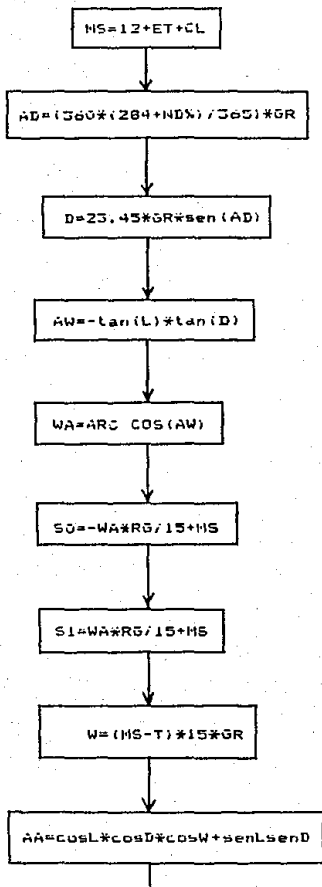 MS=12+ET+CL
AD=(360*(284+ND%)/365)*GR
D=23.45*GR*sen(AD)
AW=-tan(L)*tan(D)
WA=ARC COS(AW)
S0=-WA*RG/15+MS
S1=WA*RG/15+MS
W=(MS-T)*15*GR
AA=cosL*cosD*cosW+senLsenD